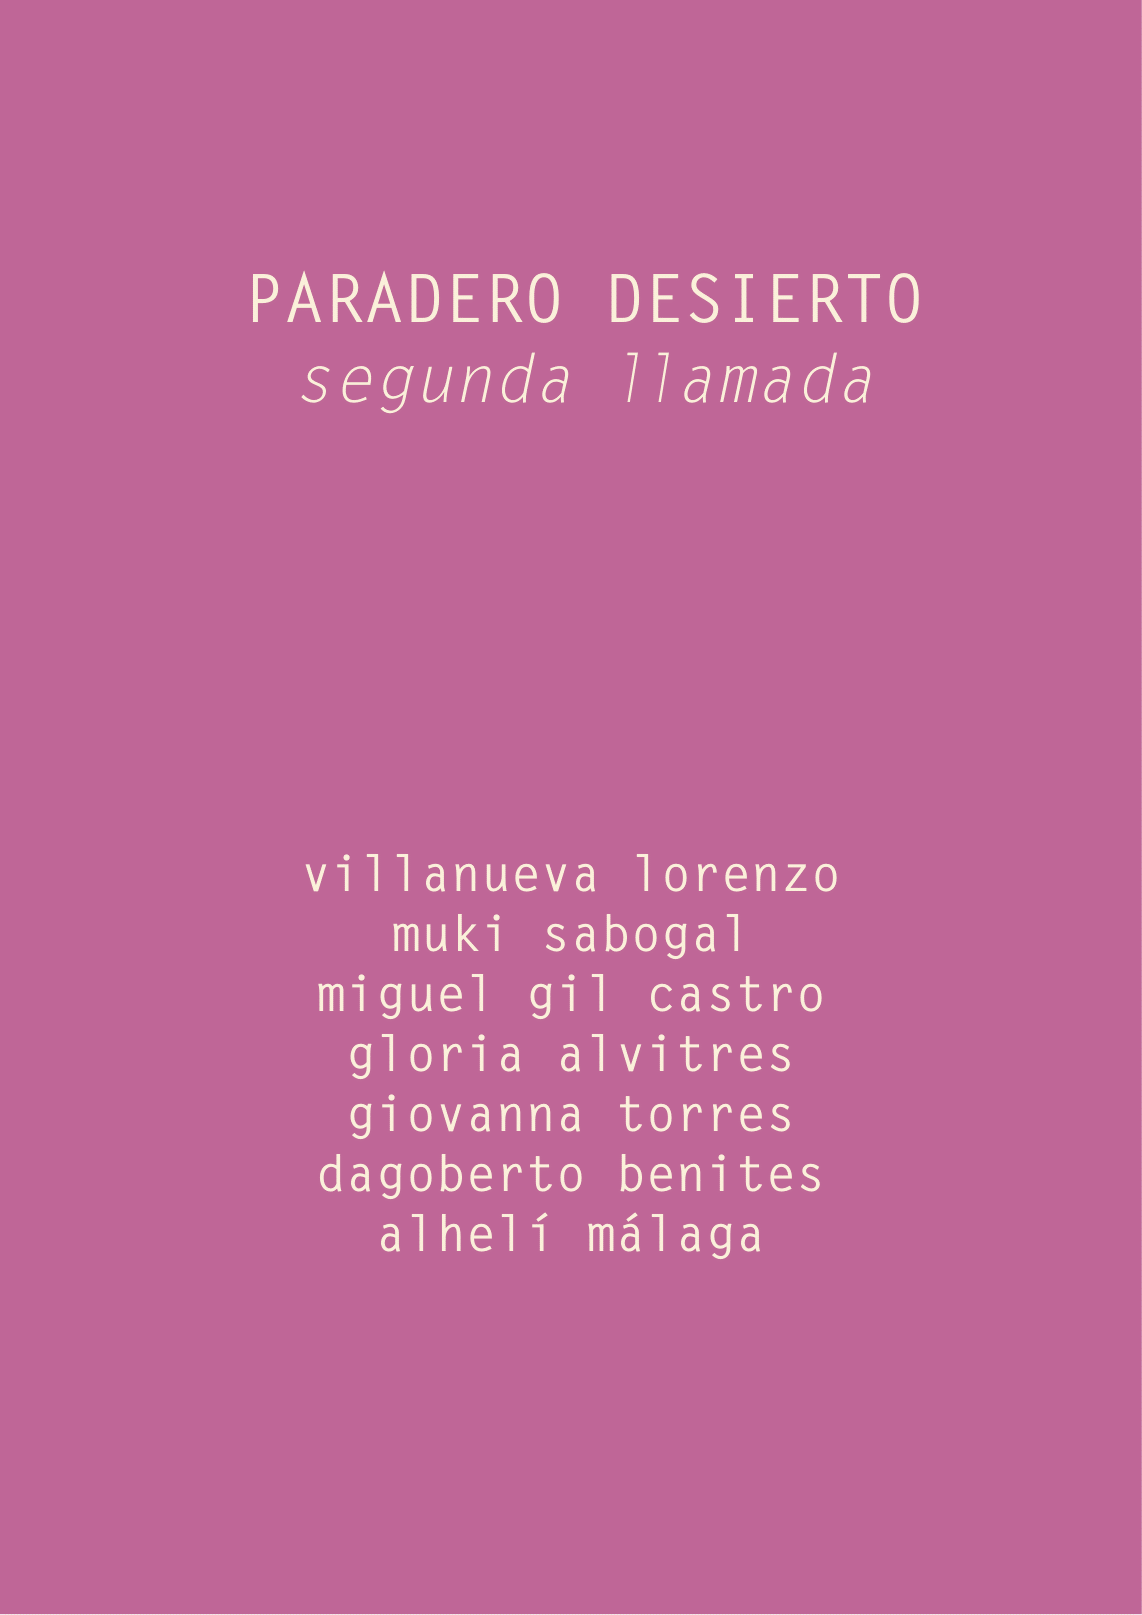 PARADERO DESIERTO
segunda llamada
villanueva lorenzo
muki sabogal
miguel gil castro
gloria alvitres
giovanna torres
dagoberto benites
alhelí málaga